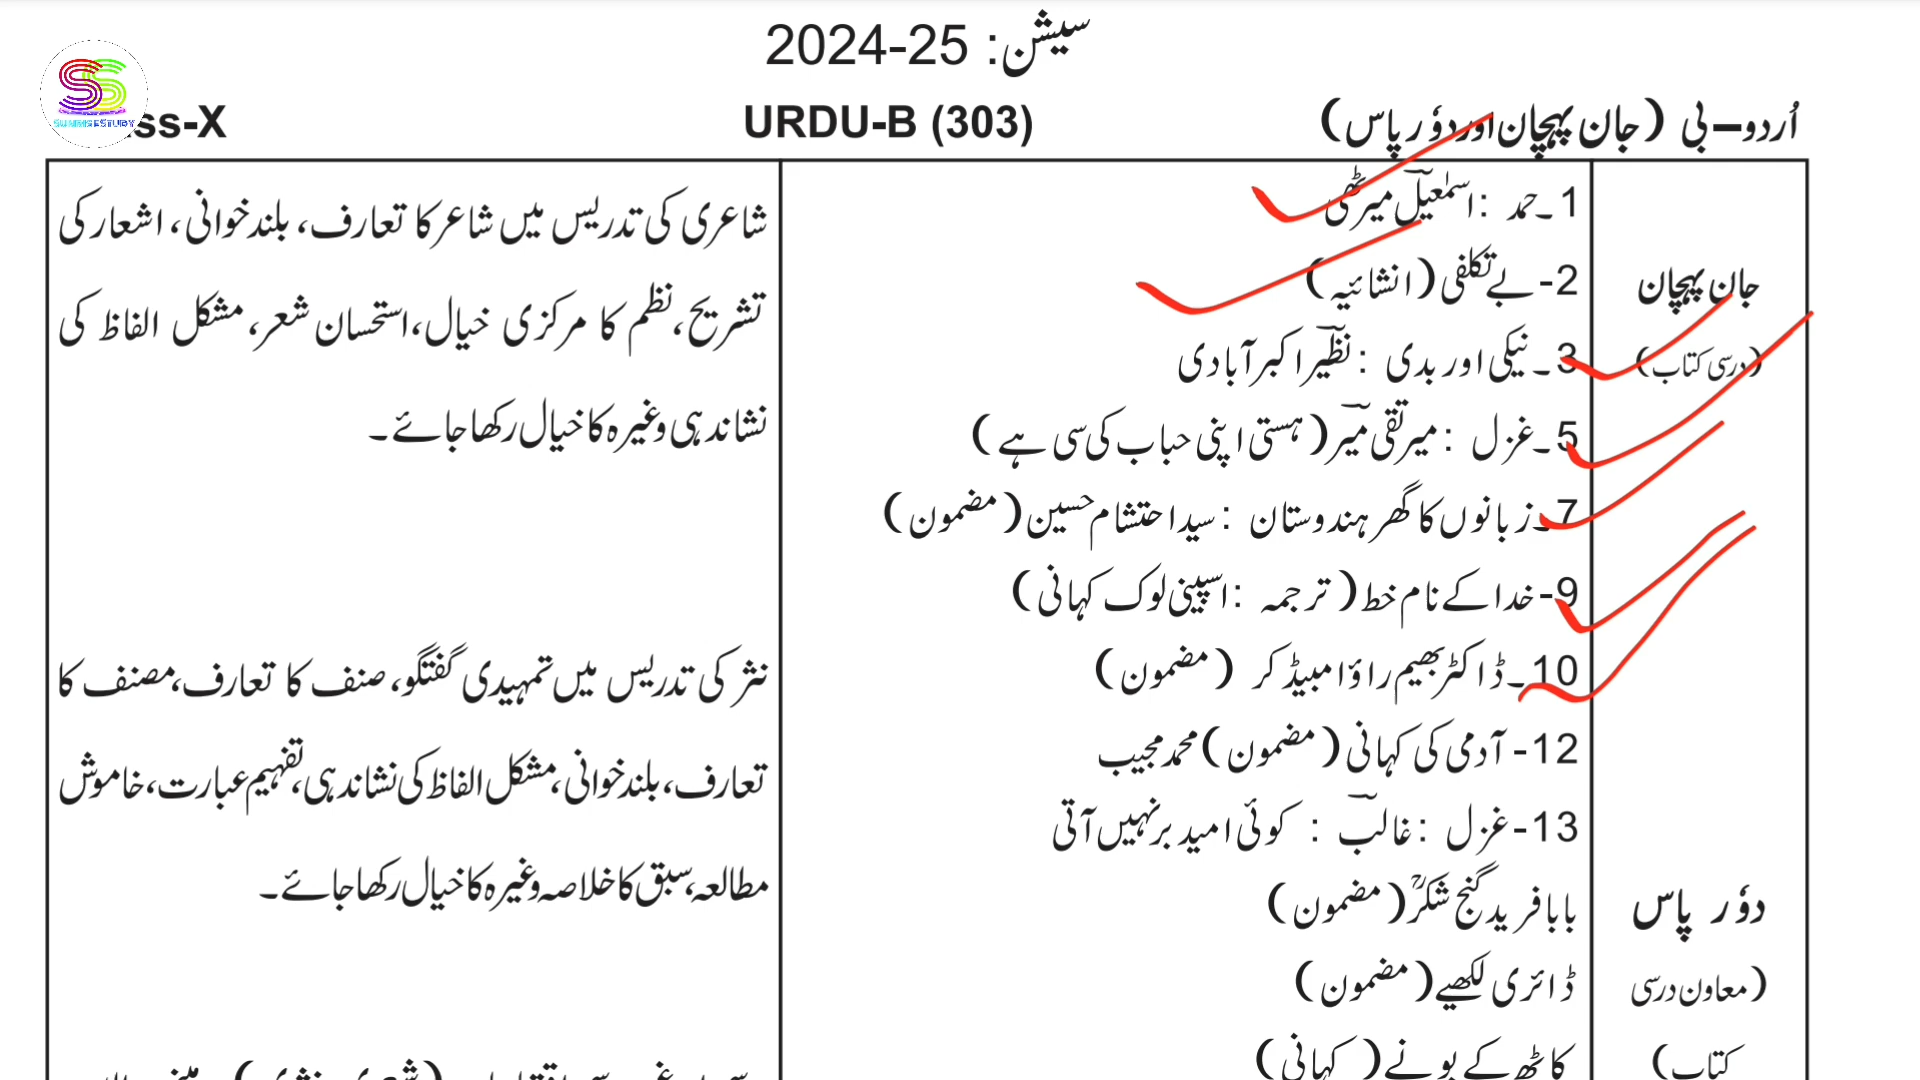 سیشن: 2024-25
SUNRISESTUDY
ss-X
URDU-B (303)
اُردو–بی (جان پہچان اور دوٗر پاس)
جان پہچان
(درسی کتاب)
1۔حمد : اسمٰعیلؔ میرٹھی
2-بے تکلفی (انشائیہ)
3۔نیکی اور بدی : نظیرؔ اکبر آبادی
5۔غزل : میر تقی میرؔ (ہستی اپنی حباب کی سی ہے)
7۔زبانوں کا گھر ہندوستان : سید احتشام حسین (مضمون)
9-خدا کے نام خط (ترجمہ : اسپینی لوک کہانی)
10۔ڈاکٹر بھیم راؤ امبیڈکر (مضمون)
12-آدمی کی کہانی (مضمون) محمد مجیب
13-غزل : غالبؔ : کوئی امید بر نہیں آتی
دوٗر پاس
(معاون درسی
کتاب)
بابا فرید گنج شکرؒ (مضمون)
ڈائری لکھیے (مضمون)
کاٹھ کے بونے (کہانی)
شاعری کی تدریس میں شاعر کا تعارف، بلند خوانی، اشعار کی
تشریح، نظم کا مرکزی خیال، استحسان شعر، مشکل الفاظ کی
نشاندہی وغیرہ کا خیال رکھا جائے۔
نثر کی تدریس میں تمہیدی گفتگو، صنف کا تعارف، مصنف کا
تعارف، بلند خوانی، مشکل الفاظ کی نشاندہی، تفہیم عبارت، خاموش
مطالعہ، سبق کا خلاصہ وغیرہ کا خیال رکھا جائے۔